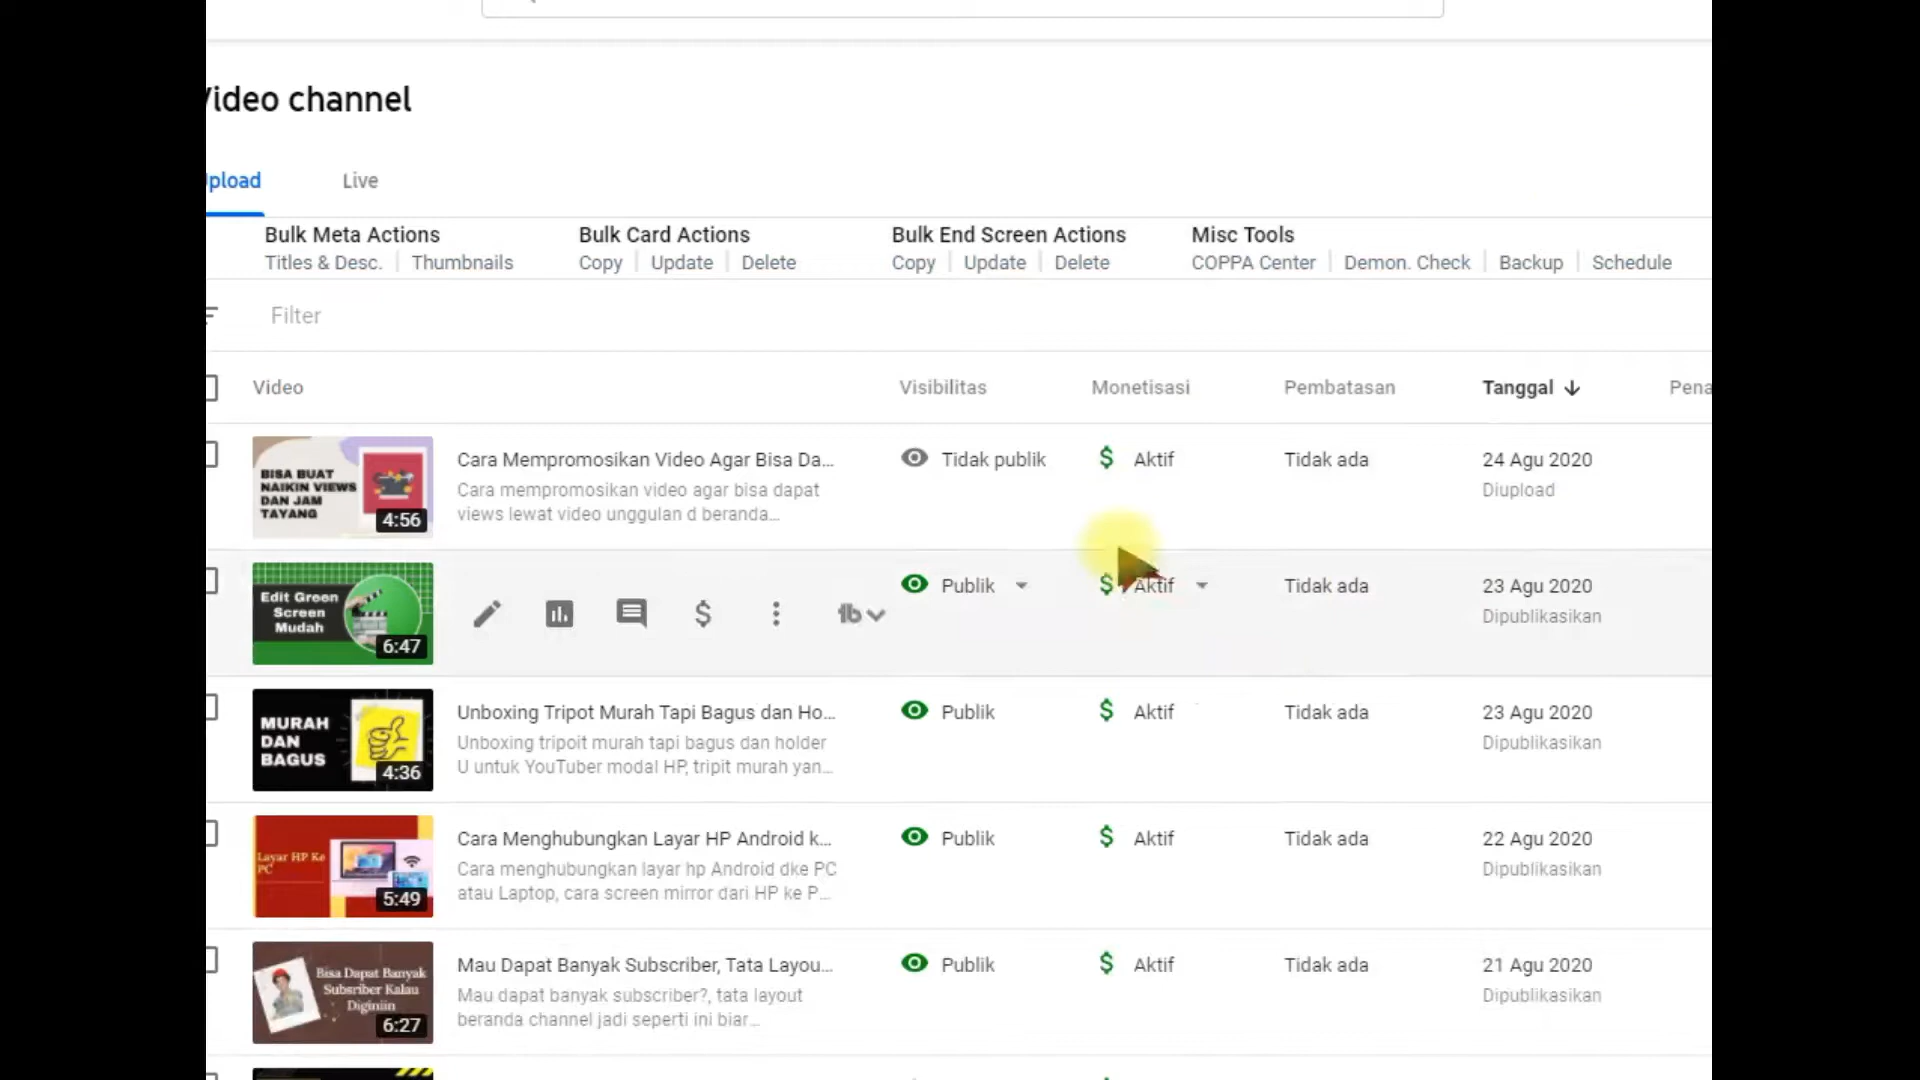 Video channel
Upload Live
Bulk Meta Actions Bulk Card Actions Bulk End Screen Actions Misc Tools
Titles & Desc. Thumbnails Copy Update Delete Copy Update Delete COPPA Center Demon. Check Backup Schedule
Filter
Video Visibilitas Monetisasi Pembatasan Tanggal Pena
BISA BUAT
NAIKIN VIEWS
DAN JAM
TAYANG
4:56
Cara Mempromosikan Video Agar Bisa Da...
Cara mempromosikan video agar bisa dapat
views lewat video unggulan d beranda...
Tidak publik $ Aktif Tidak ada 24 Agu 2020
Diupload
Edit Green
Screen
Mudah
6:47
$ tb
Publik $ Aktif Tidak ada 23 Agu 2020
Dipublikasikan
MURAH
DAN
BAGUS
4:36
Unboxing Tripot Murah Tapi Bagus dan Ho...
Unboxing tripoit murah tapi bagus dan holder
U untuk YouTuber modal HP, tripit murah yan...
Publik $ Aktif Tidak ada 23 Agu 2020
Dipublikasikan
Layar HP Ke
PC
5:49
Cara Menghubungkan Layar HP Android k...
Cara menghubungkan layar hp Android dke PC
atau Laptop, cara screen mirror dari HP ke P...
Publik $ Aktif Tidak ada 22 Agu 2020
Dipublikasikan
Bisa Dapat Banyak
Subsriber Kalau
Diginiin
6:27
Mau Dapat Banyak Subscriber, Tata Layou...
Mau dapat banyak subscriber?, tata layout
beranda channel jadi seperti ini biar...
Publik $ Aktif Tidak ada 21 Agu 2020
Dipublikasikan